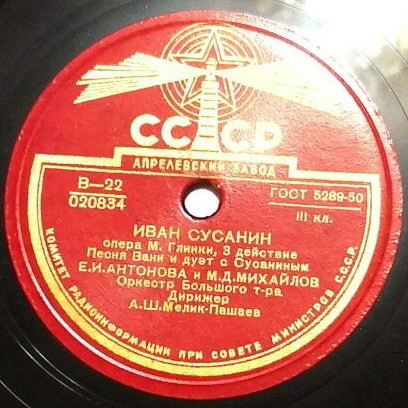 СССР
АПРЕЛЕВСКИЙ ЗАВОД
В—22
020834
ГОСТ 5289-50
III кл.
ИВАН СУСАНИН
опера М. Глинки, 3 действие
Песня Вани и дуэт с Сусаниным
Е.И.АНТОНОВА и М.Д.МИХАЙЛОВ
Оркестр Большого т-ра
Дирижер
А.Ш.Мелик-Пашаев
КОМИТЕТ РАДИОИНФОРМАЦИИ ПРИ СОВЕТЕ МИНИСТРОВ С.С.С.Р.